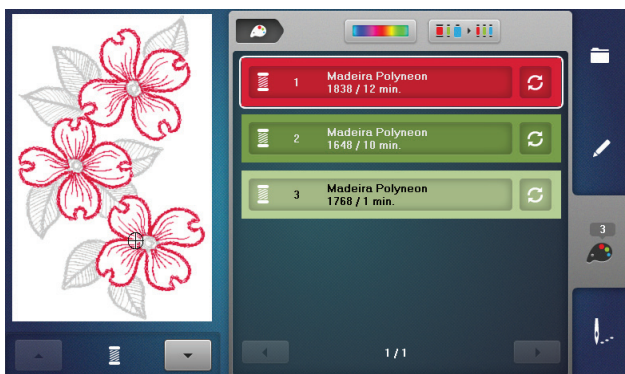 1
Madeira Polyneon
1838 / 12 min.
2
Madeira Polyneon
1648 / 10 min.
3
Madeira Polyneon
1768 / 1 min.
3
1/1